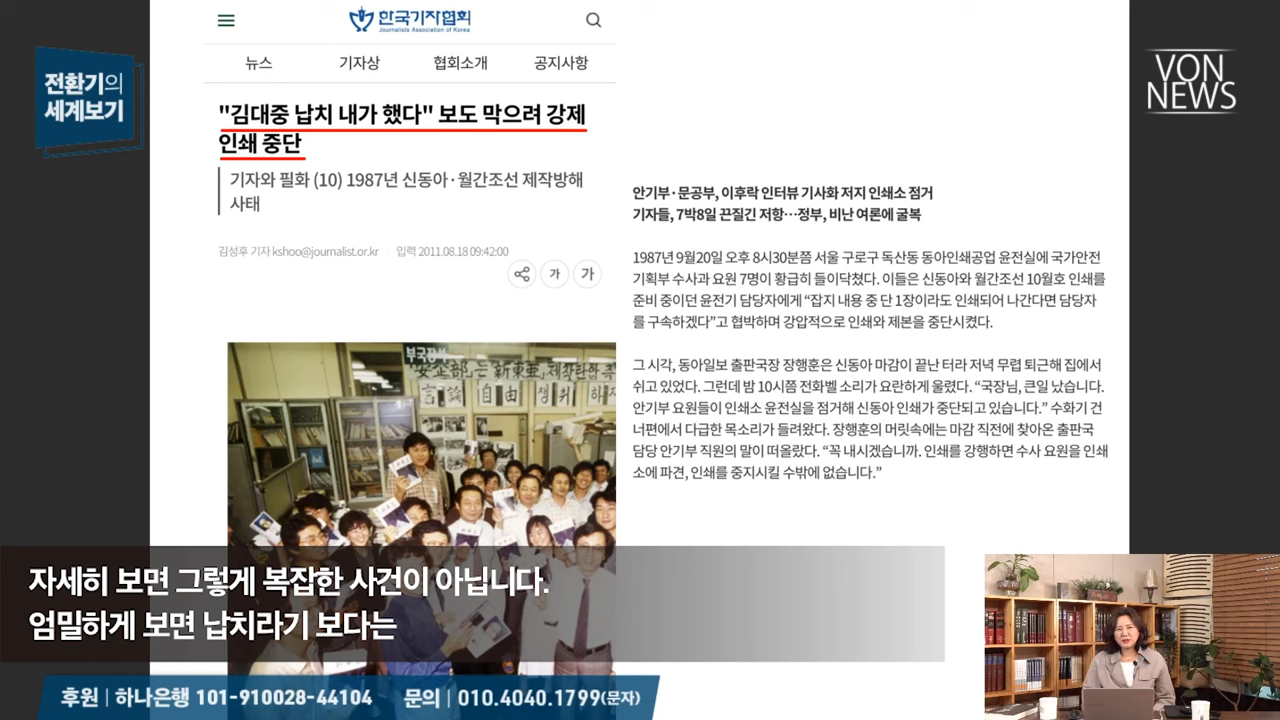 한국기자협회
Journalists Association of Korea
뉴스 기자상 협회소개 공지사항
전환기의
세계보기
VON
NEWS
"김대중 납치 내가 했다" 보도 막으려 강제
인쇄 중단
기자와 필화 (10) 1987년 신동아·월간조선 제작방해
사태
김성후 기자 kshoo@journalist.or.kr 입력 2011.08.18 09:42:00
가 가
안기부·문공부, 이후락 인터뷰 기사화 저지 인쇄소 점거
기자들, 7박8일 끈질긴 저항…정부, 비난 여론에 굴복
1987년 9월20일 오후 8시30분쯤 서울 구로구 독산동 동아인쇄공업 윤전실에 국가안전
기획부 수사과 요원 7명이 황급히 들이닥쳤다. 이들은 신동아와 월간조선 10월호 인쇄를
준비 중이던 윤전기 담당자에게 “잡지 내용 중 단 1장이라도 인쇄되어 나간다면 담당자
를 구속하겠다”고 협박하며 강압적으로 인쇄와 제본을 중단시켰다.
그 시각, 동아일보 출판국장 장행훈은 신동아 마감이 끝난 터라 저녁 무렵 퇴근해 집에서
쉬고 있었다. 그런데 밤 10시쯤 전화벨 소리가 요란하게 울렸다. “국장님, 큰일 났습니다.
안기부 요원들이 인쇄소 윤전실을 점거해 신동아 인쇄가 중단되고 있습니다.” 수화기 건
너편에서 다급한 목소리가 들려왔다. 장행훈의 머릿속에는 마감 직전에 찾아온 출판국
담당 안기부 직원의 말이 떠올랐다. “꼭 내시겠습니까. 인쇄를 강행하면 수사 요원을 인쇄
소에 파견, 인쇄를 중지시킬 수밖에 없습니다.”
부국장
安企部는 新東亞 제작탄압
言論 自由 쟁취 하자
자세히 보면 그렇게 복잡한 사건이 아닙니다.
엄밀하게 보면 납치라기 보다는
후원 | 하나은행 101-910028-44104 문의 | 010.4040.1799(문자)